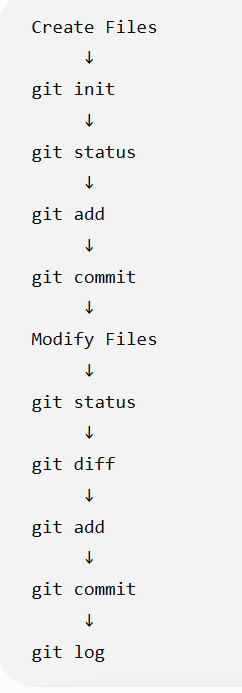 Create Files
↓
git init
↓
git status
↓
git add
↓
git commit
↓
Modify Files
↓
git status
↓
git diff
↓
git add
↓
git commit
↓
git log